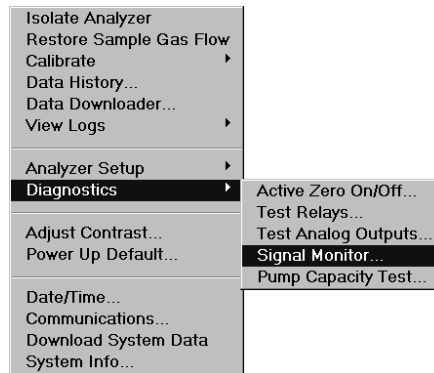 Isolate Analyzer
Restore Sample Gas Flow
Calibrate
Data History...
Data Downloader...
View Logs
Analyzer Setup
Diagnostics
Adjust Contrast...
Power Up Default...
Date/Time...
Communications...
Download System Data
System Info...
Active Zero On/Off...
Test Relays...
Test Analog Outputs...
Signal Monitor...
Pump Capacity Test...